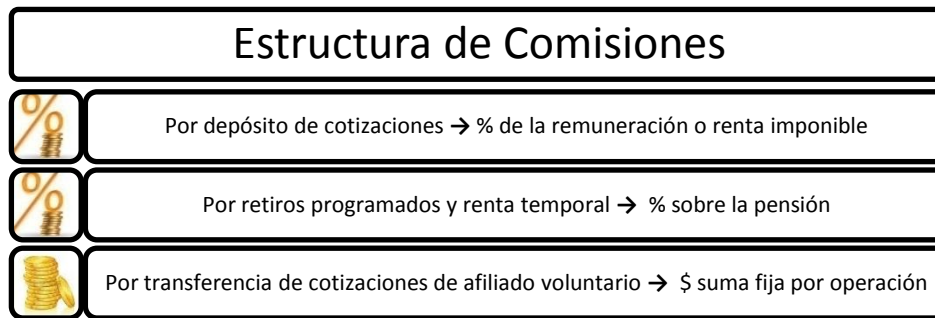 Estructura de Comisiones
%
Por depósito de cotizaciones → % de la remuneración o renta imponible
%
Por retiros programados y renta temporal → % sobre la pensión
Por transferencia de cotizaciones de afiliado voluntario → $ suma fija por operación